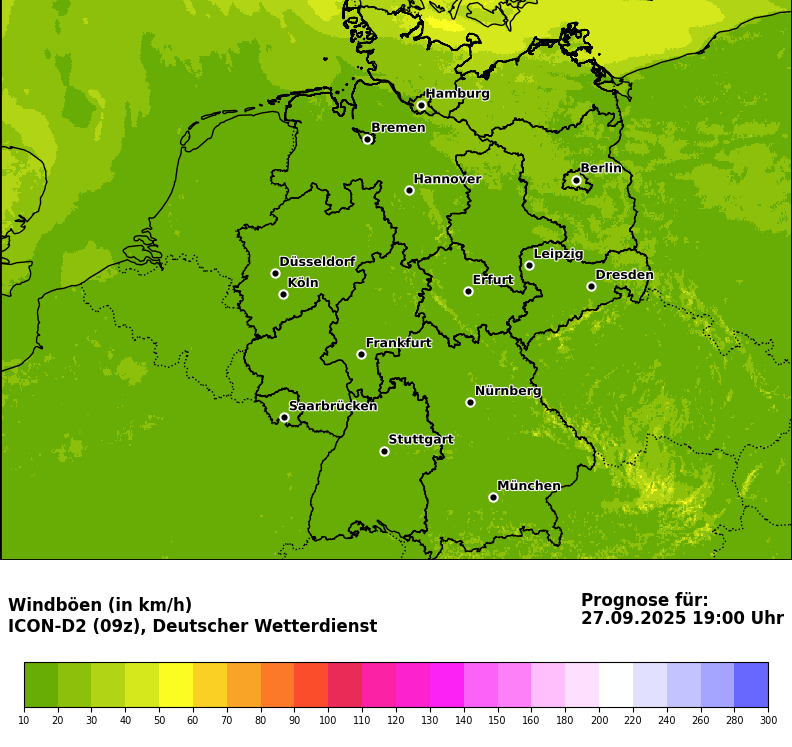 Hamburg
Bremen
Berlin
Hannover
Leipzig
Düsseldorf
Dresden
Erfurt
Köln
Frankfurt
Nürnberg
Saarbrücken
Stuttgart
München
Windböen (in km/h)
ICON-D2 (09z), Deutscher Wetterdienst
Prognose für:
27.09.2025 19:00 Uhr
10 20 30 40 50 60 70 80 90 100 110 120 130 140 150 160 180 200 220 240 260 280 300